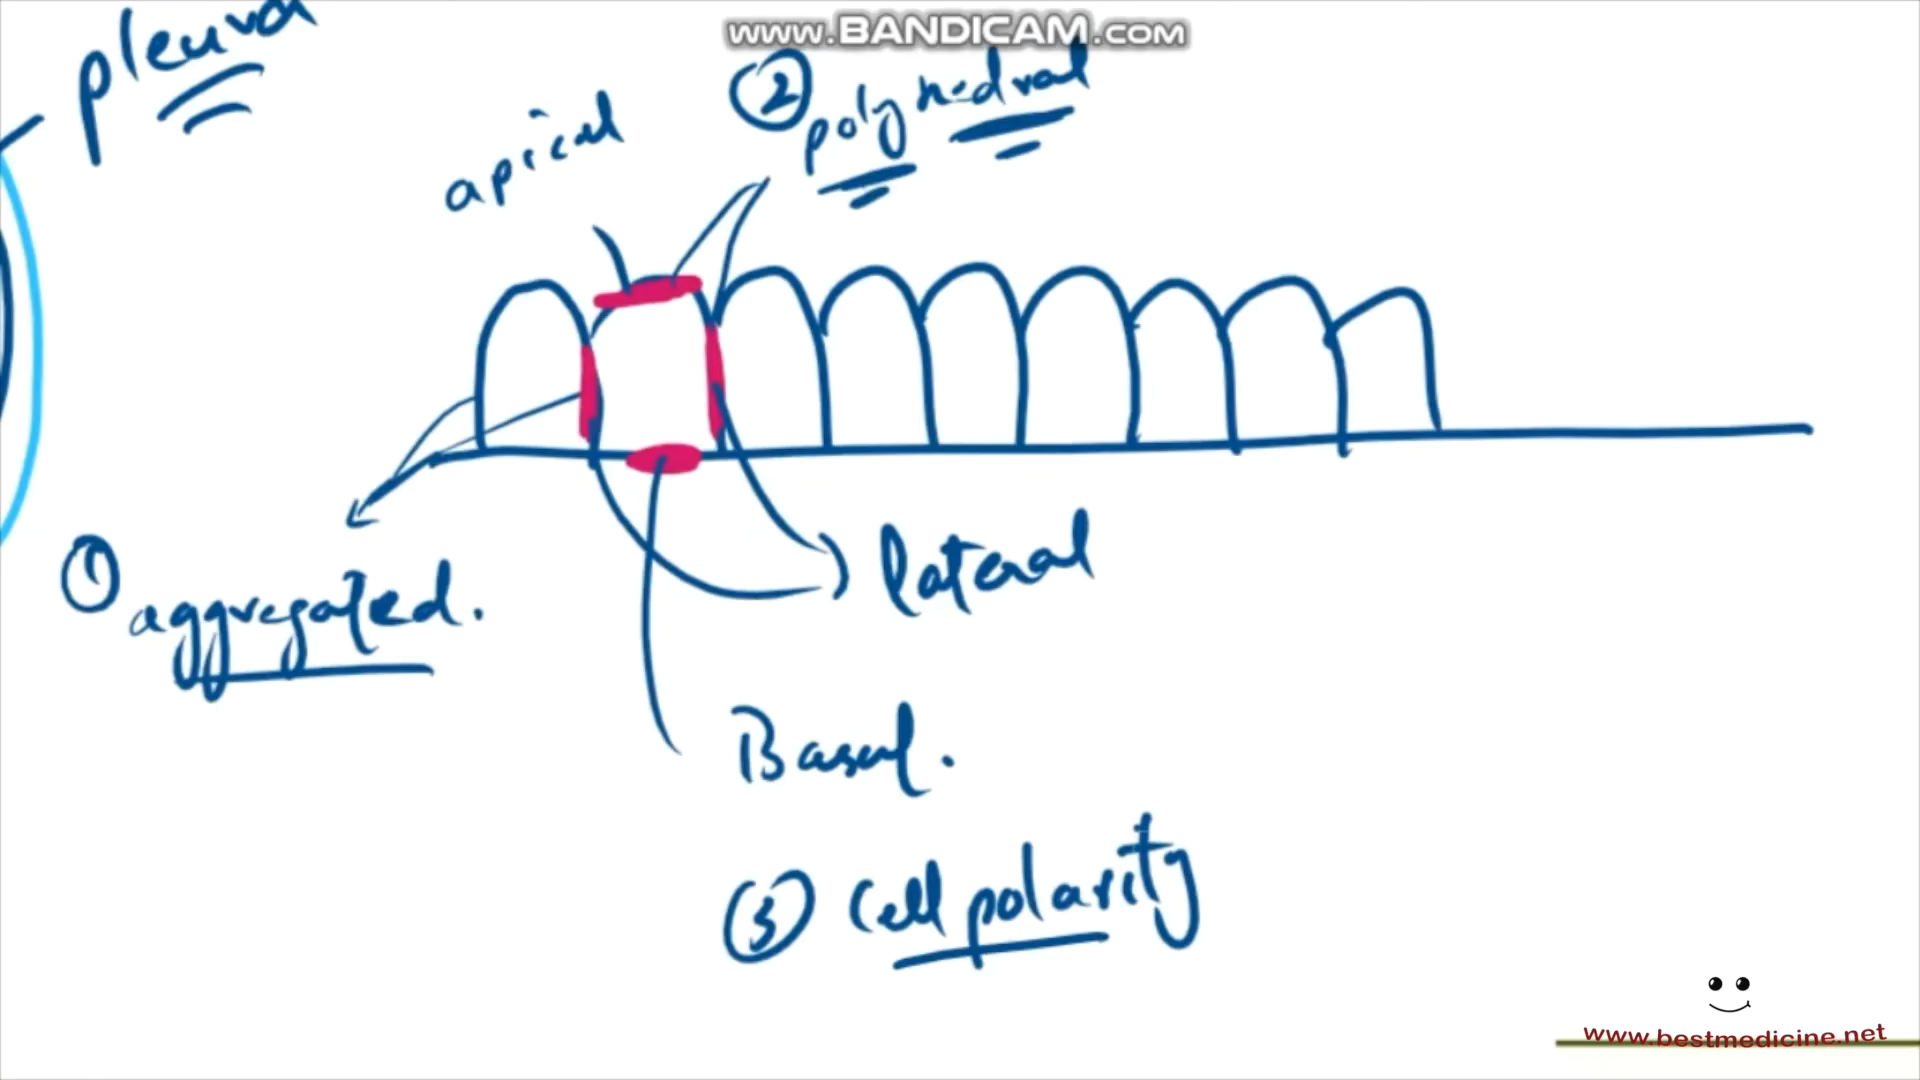 www.BANDICAM.com
pleura
② polyhedral
apical
lateral
① aggregated.
Basal.
③ Cell polarity
www.bestmedicine.net